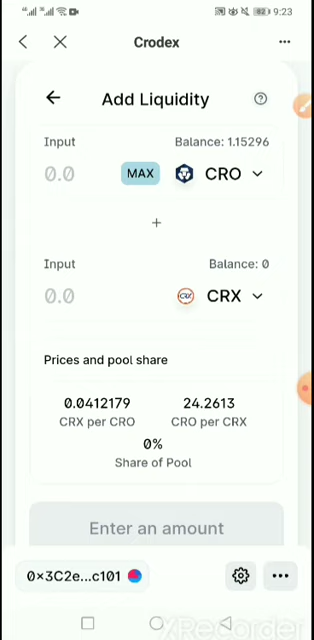 9:23
Crodex
Add Liquidity
Input Balance: 1.15296
0.0 MAX CRO
+
Input Balance: 0
0.0 CRX CRX
Prices and pool share
0.0412179 24.2613
CRX per CRO CRO per CRX
0%
Share of Pool
Enter an amount
0x3C2e...c101
XRecorder